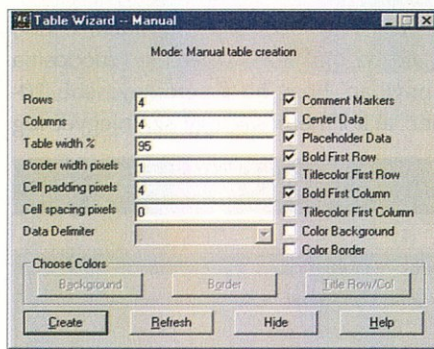 Table Wizard -- Manual
Mode: Manual table creation
Rows 4
Columns 4
Table width % 95
Border width pixels 1
Cell padding pixels 4
Cell spacing pixels 0
Data Delimiter
Comment Markers
Center Data
Placeholder Data
Bold First Row
Titlecolor First Row
Bold First Column
Titlecolor First Column
Color Background
Color Border
Choose Colors
Background Border Title Row/Col
Create Refresh Hide Help